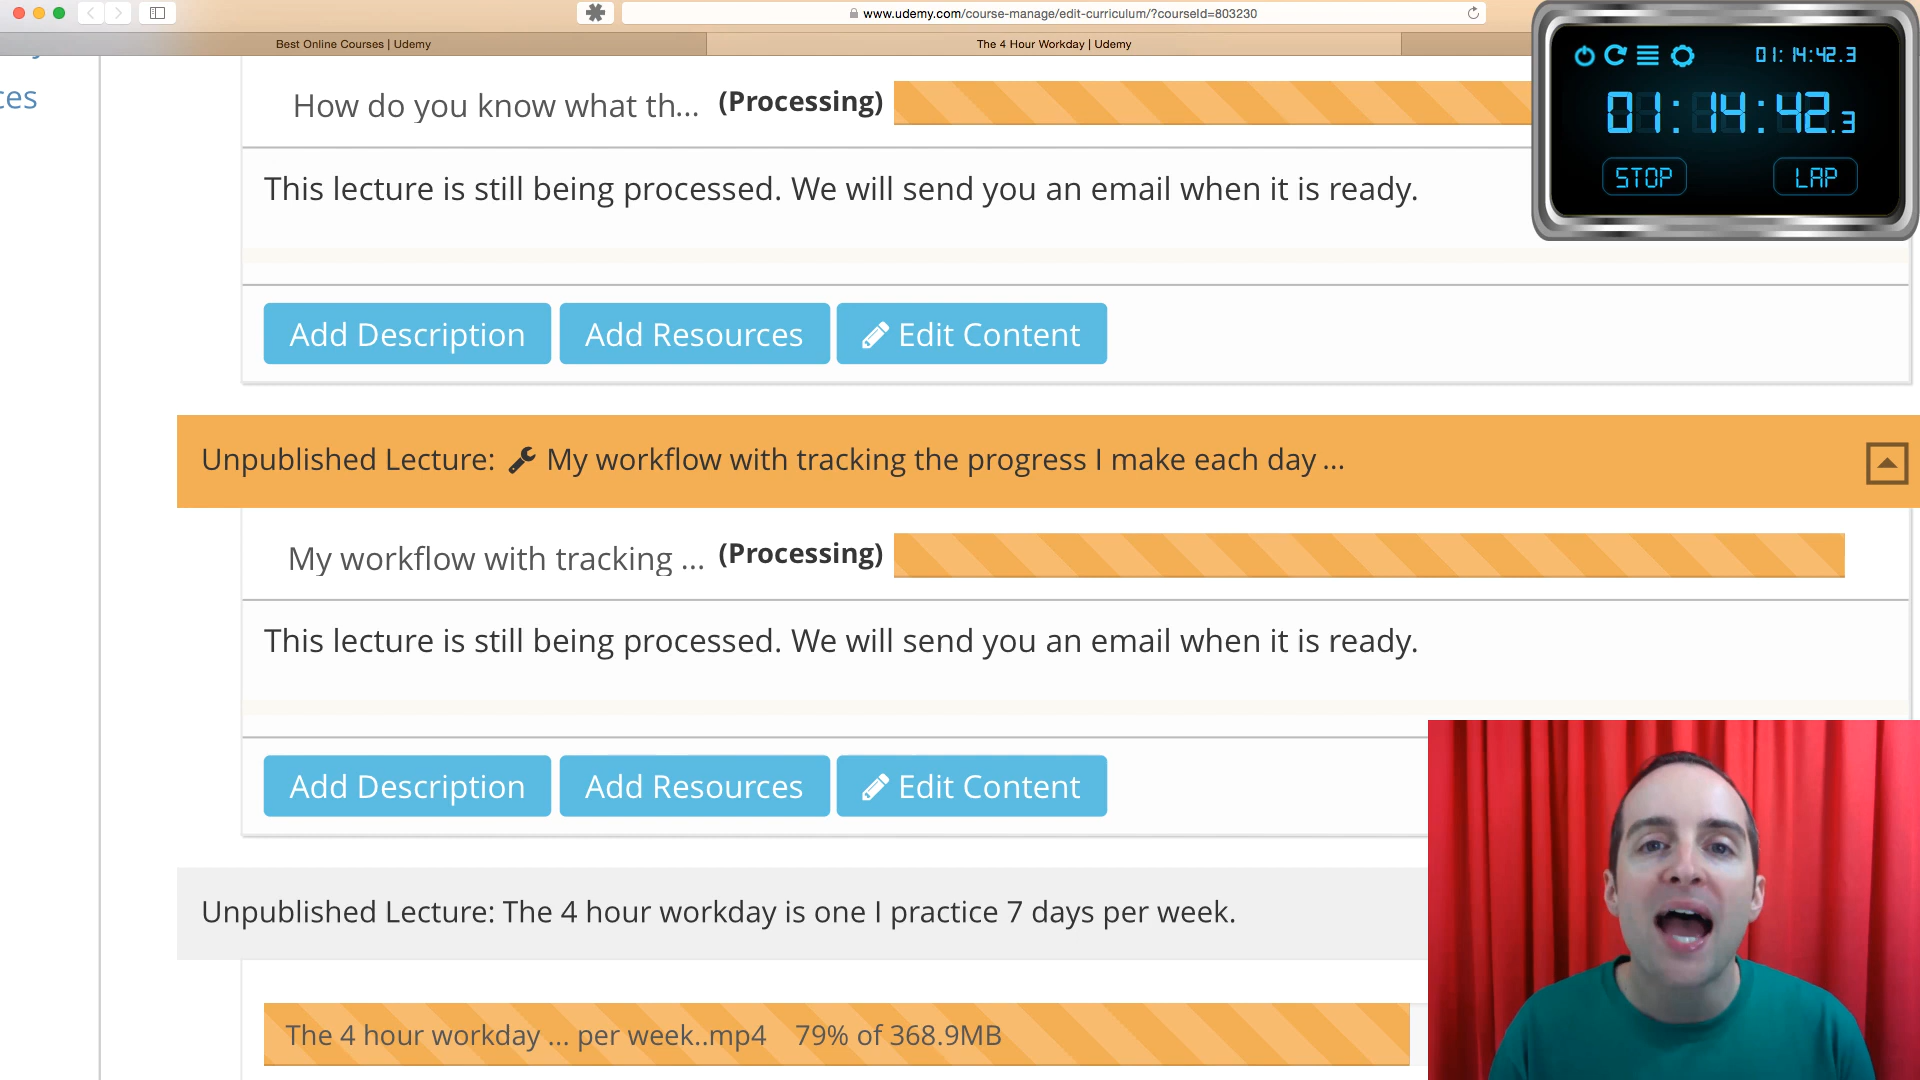 www.udemy.com/course-manage/edit-curriculum/?courseId=803230
Best Online Courses | Udemy
The 4 Hour Workday | Udemy
01:14:42.3
01:14:42.3
STOP
LAP
ces
How do you know what th...
(Processing)
This lecture is still being processed. We will send you an email when it is ready.
Add Description
Add Resources
Edit Content
Unpublished Lecture: My workflow with tracking the progress I make each day ...
My workflow with tracking ...
(Processing)
This lecture is still being processed. We will send you an email when it is ready.
Add Description
Add Resources
Edit Content
Unpublished Lecture: The 4 hour workday is one I practice 7 days per week.
The 4 hour workday ... per week..mp4 79% of 368.9MB